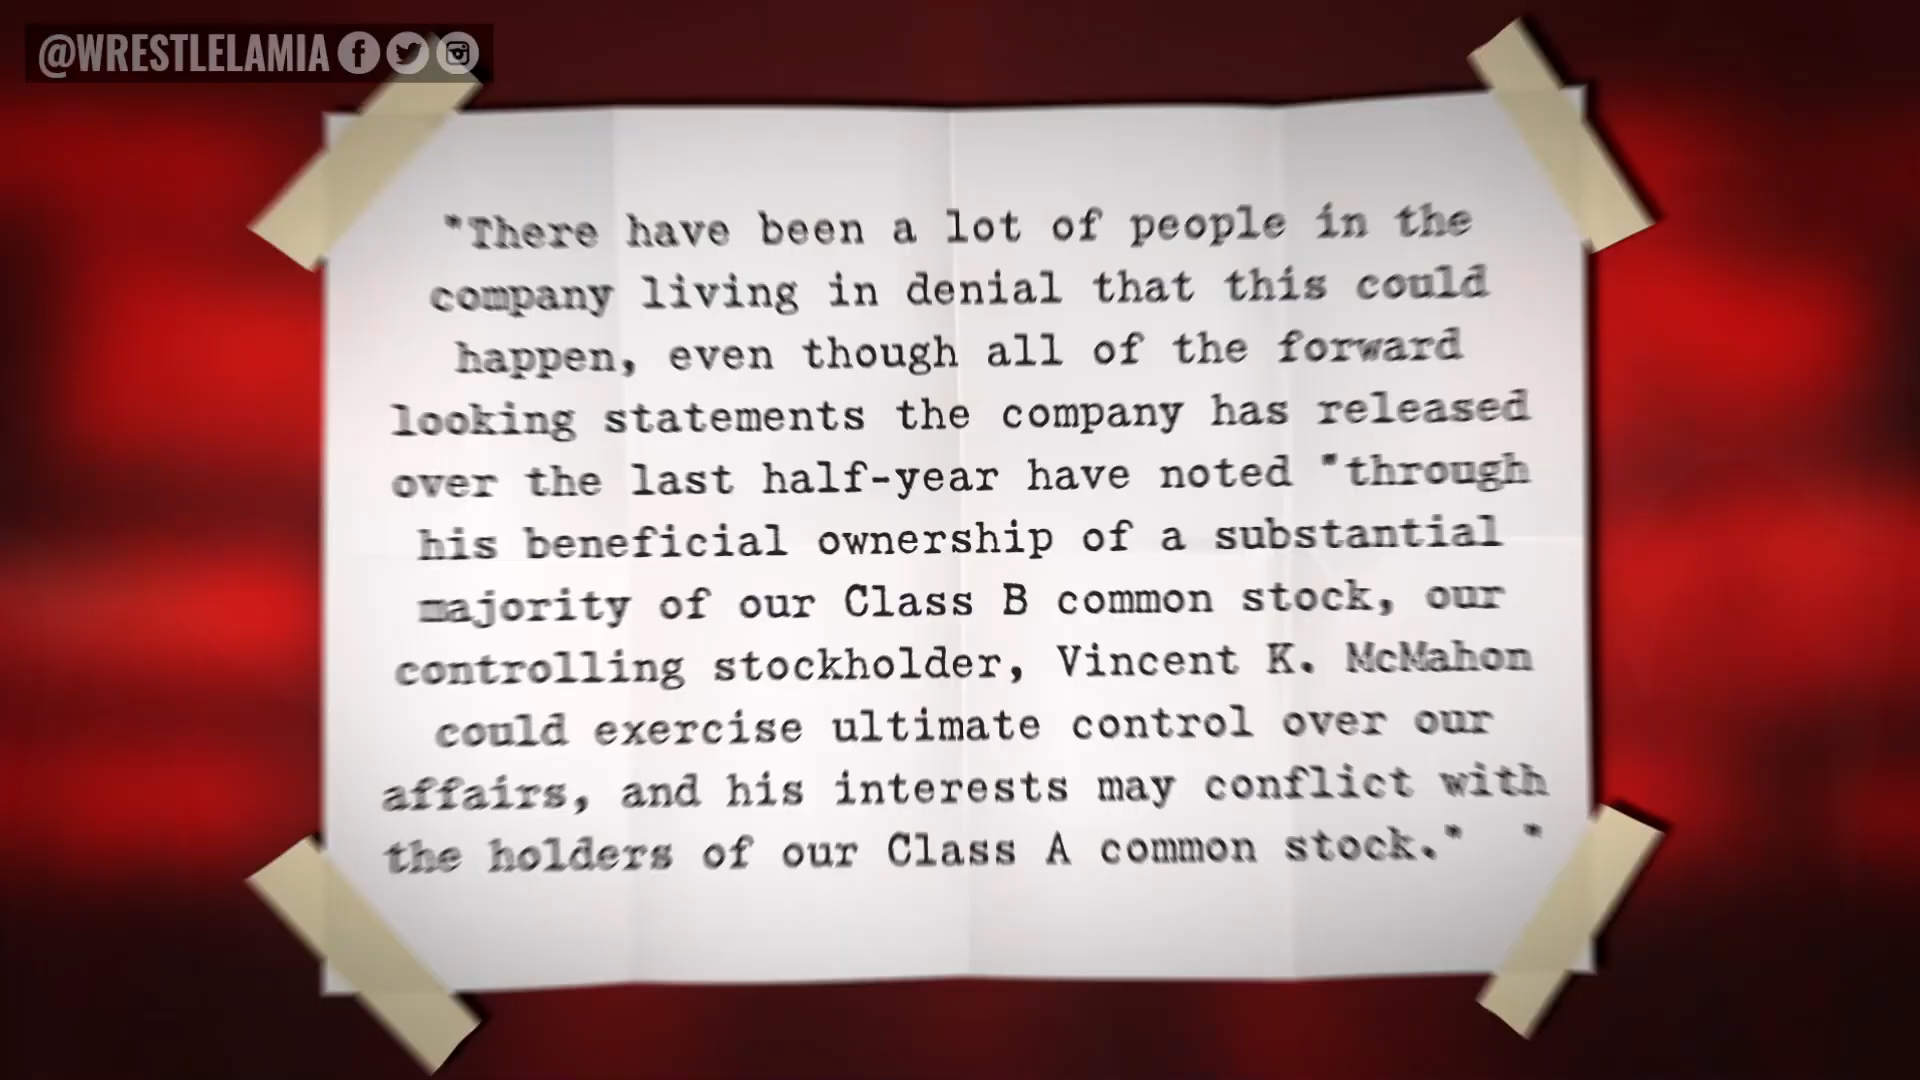 @WRESTLELAMIA
"There have been a lot of people in the
company living in denial that this could
happen, even though all of the forward
looking statements the company has released
over the last half-year have noted "through
his beneficial ownership of a substantial
majority of our Class B common stock, our
controlling stockholder, Vincent K. McMahon
could exercise ultimate control over our
affairs, and his interests may conflict with
the holders of our Class A common stock." "